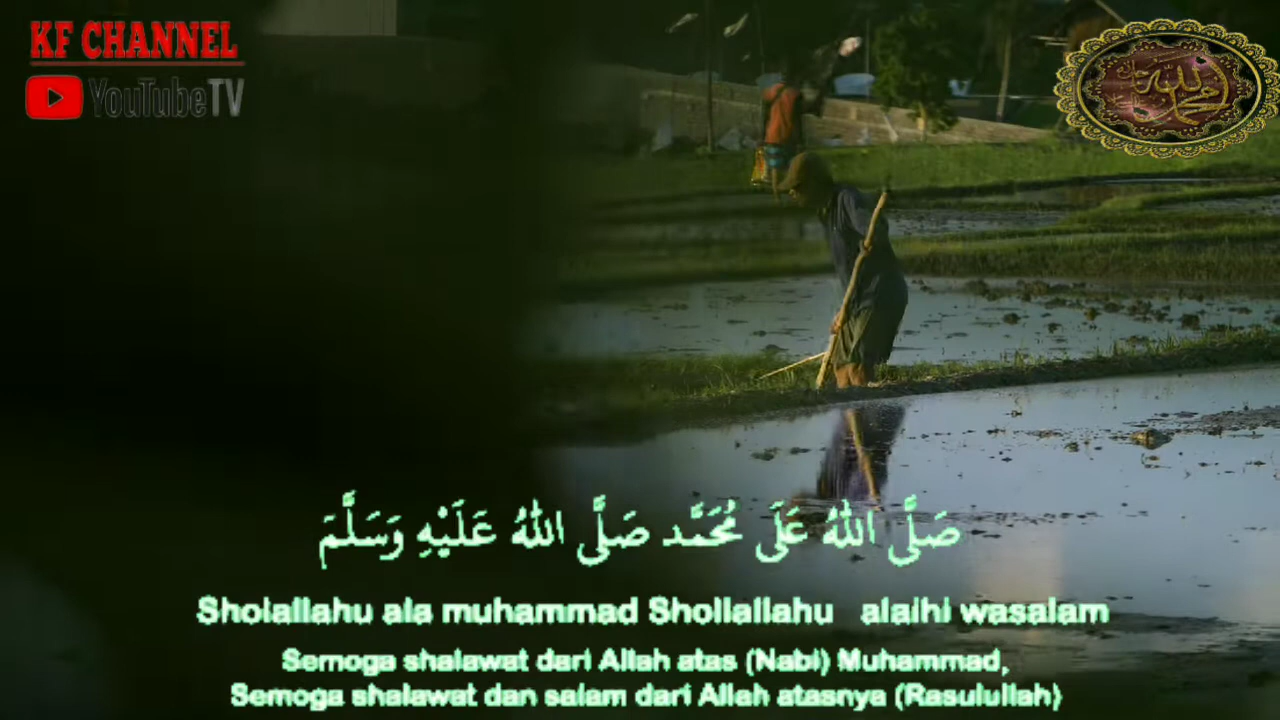 KF CHANNEL
YouTubeTV
صَلَّى اللهُ عَلَى مُحَمَّد صَلَّى اللهُ عَلَيْهِ وَسَلَّمَ
Sholallahu ala muhammad Shollallahu alaihi wasalam
Semoga shalawat dari Allah atas (Nabi) Muhammad,
Semoga shalawat dan salam dari Allah atasnya (Rasulullah)